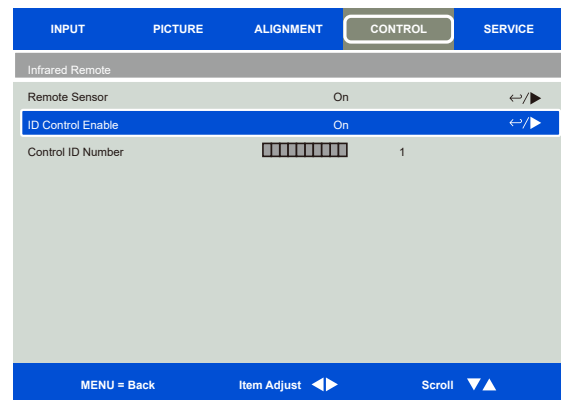 INPUT PICTURE ALIGNMENT CONTROL SERVICE
Infrared Remote
Remote Sensor On ↩/▶
ID Control Enable On ↩/▶
Control ID Number 1
MENU = Back Item Adjust ◀▶ Scroll ▼▲